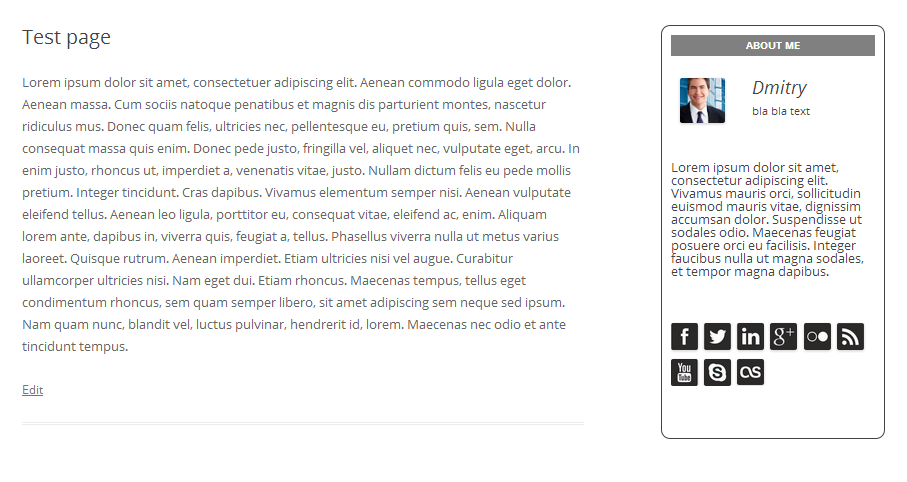 Test page
Lorem ipsum dolor sit amet, consectetuer adipiscing elit. Aenean commodo ligula eget dolor.
Aenean massa. Cum sociis natoque penatibus et magnis dis parturient montes, nascetur
ridiculus mus. Donec quam felis, ultricies nec, pellentesque eu, pretium quis, sem. Nulla
consequat massa quis enim. Donec pede justo, fringilla vel, aliquet nec, vulputate eget, arcu. In
enim justo, rhoncus ut, imperdiet a, venenatis vitae, justo. Nullam dictum felis eu pede mollis
pretium. Integer tincidunt. Cras dapibus. Vivamus elementum semper nisi. Aenean vulputate
eleifend tellus. Aenean leo ligula, porttitor eu, consequat vitae, eleifend ac, enim. Aliquam
lorem ante, dapibus in, viverra quis, feugiat a, tellus. Phasellus viverra nulla ut metus varius
laoreet. Quisque rutrum. Aenean imperdiet. Etiam ultricies nisi vel augue. Curabitur
ullamcorper ultricies nisi. Nam eget dui. Etiam rhoncus. Maecenas tempus, tellus eget
condimentum rhoncus, sem quam semper libero, sit amet adipiscing sem neque sed ipsum.
Nam quam nunc, blandit vel, luctus pulvinar, hendrerit id, lorem. Maecenas nec odio et ante
tincidunt tempus.
Edit
ABOUT ME
Dmitry
bla bla text
Lorem ipsum dolor sit amet,
consectetur adipiscing elit.
Vivamus mauris orci, sollicitudin
euismod mauris vitae, dignissim
accumsan dolor. Suspendisse ut
sodales odio. Maecenas feugiat
posuere orci eu facilisis. Integer
faucibus nulla ut magna sodales,
et tempor magna dapibus.
f in g+
You Tube S as